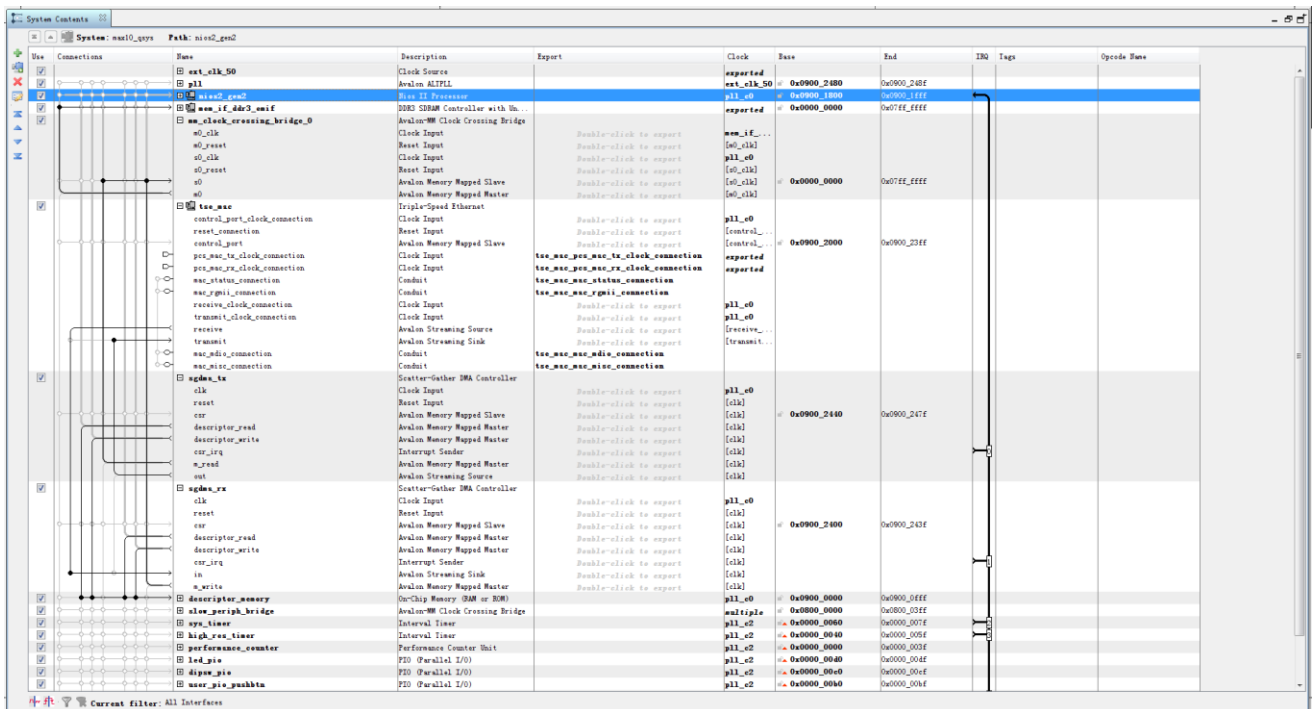 System Contents
System: max10_qsys Path: nios2_gen2
Use Connections Name Description Export Clock Base End IRQ Tags Opcode Name
ext_clk_50 Clock Source exported
pll Avalon ALTPLL ext_clk_50 0x0900_2480 0x0900_248f
nios2_gen2 Nios II Processor pll_c0 0x0900_1800 0x0900_1fff
mem_if_ddr3_emif DDR3 SDRAM Controller with Un... exported 0x0000_0000 0x07ff_ffff
mm_clock_crossing_bridge_0 Avalon-MM Clock Crossing Bridge
m0_clk Clock Input Double-click to export mem_if_...
m0_reset Reset Input Double-click to export [m0_clk]
s0_clk Clock Input Double-click to export pll_c0
s0_reset Reset Input Double-click to export [s0_clk]
s0 Avalon Memory Mapped Slave Double-click to export [s0_clk] 0x0000_0000 0x07ff_ffff
m0 Avalon Memory Mapped Master Double-click to export [m0_clk]
tse_mac Triple-Speed Ethernet
control_port_clock_connection Clock Input Double-click to export pll_c0
reset_connection Reset Input Double-click to export [control_...
control_port Avalon Memory Mapped Slave Double-click to export [control_... 0x0900_2000 0x0900_23ff
pcs_mac_tx_clock_connection Clock Input tse_mac_pcs_mac_tx_clock_connection exported
pcs_mac_rx_clock_connection Clock Input tse_mac_pcs_mac_rx_clock_connection exported
mac_status_connection Conduit tse_mac_mac_status_connection
mac_rgmii_connection Conduit tse_mac_mac_rgmii_connection
receive_clock_connection Clock Input Double-click to export pll_c0
transmit_clock_connection Clock Input Double-click to export pll_c0
receive Avalon Streaming Source Double-click to export [receive_...
transmit Avalon Streaming Sink Double-click to export [transmit...
mac_mdio_connection Conduit tse_mac_mac_mdio_connection
mac_misc_connection Conduit tse_mac_mac_misc_connection
sgdma_tx Scatter-Gather DMA Controller
clk Clock Input Double-click to export pll_c0
reset Reset Input Double-click to export [clk]
csr Avalon Memory Mapped Slave Double-click to export [clk] 0x0900_2440 0x0900_247f
descriptor_read Avalon Memory Mapped Master Double-click to export [clk]
descriptor_write Avalon Memory Mapped Master Double-click to export [clk]
csr_irq Interrupt Sender Double-click to export [clk]
m_read Avalon Memory Mapped Master Double-click to export [clk]
out Avalon Streaming Source Double-click to export [clk]
sgdma_rx Scatter-Gather DMA Controller
clk Clock Input Double-click to export pll_c0
reset Reset Input Double-click to export [clk]
csr Avalon Memory Mapped Slave Double-click to export [clk] 0x0900_2400 0x0900_243f
descriptor_read Avalon Memory Mapped Master Double-click to export [clk]
descriptor_write Avalon Memory Mapped Master Double-click to export [clk]
csr_irq Interrupt Sender Double-click to export [clk]
in Avalon Streaming Sink Double-click to export [clk]
m_write Avalon Memory Mapped Master Double-click to export [clk]
descriptor_memory On-Chip Memory (RAM or ROM) pll_c0 0x0900_0000 0x0900_0fff
slow_periph_bridge Avalon-MM Clock Crossing Bridge multiple 0x0800_0000 0x0800_03ff
sys_timer Interval Timer pll_c2 0x0000_0060 0x0000_007f
high_res_timer Interval Timer pll_c2 0x0000_0040 0x0000_005f
performance_counter Performance Counter Unit pll_c2 0x0000_0000 0x0000_003f
led_pio PIO (Parallel I/O) pll_c2 0x0000_00d0 0x0000_00df
dipsw_pio PIO (Parallel I/O) pll_c2 0x0000_00c0 0x0000_00cf
user_pio_pushbtn PIO (Parallel I/O) pll_c2 0x0000_00b0 0x0000_00bf
Current filter: All Interfaces